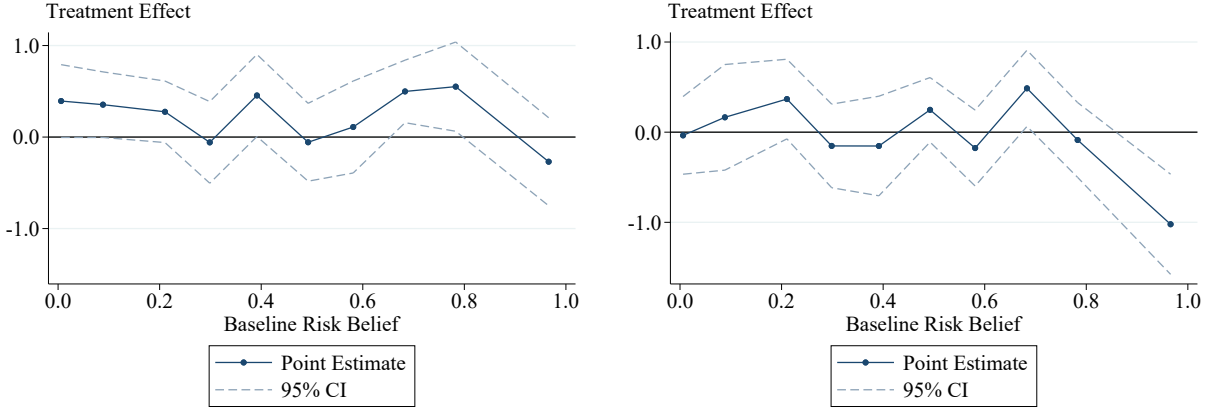 Treatment Effect
1.0
0.0
-1.0
0.0 0.2 0.4 0.6 0.8 1.0
Baseline Risk Belief
Point Estimate
95% CI
Treatment Effect
1.0
0.0
-1.0
0.0 0.2 0.4 0.6 0.8 1.0
Baseline Risk Belief
Point Estimate
95% CI